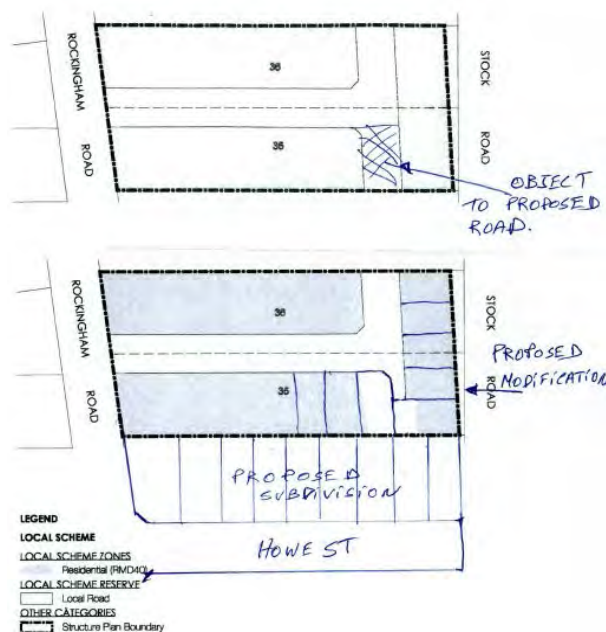 ROCKINGHAM
ROAD
36
35
STOCK
ROAD
OBJECT
TO PROPOSED
ROAD.
ROCKINGHAM
ROAD
36
35
STOCK
ROAD
PROPOSED
MODIFICATION
PROPOSED
SUBDIVISION
HOWE ST
LEGEND
LOCAL SCHEME
LOCAL SCHEME ZONES
Residential (RMD40)
LOCAL SCHEME RESERVE
Local Road
OTHER CATEGORIES
Structure Plan Boundary